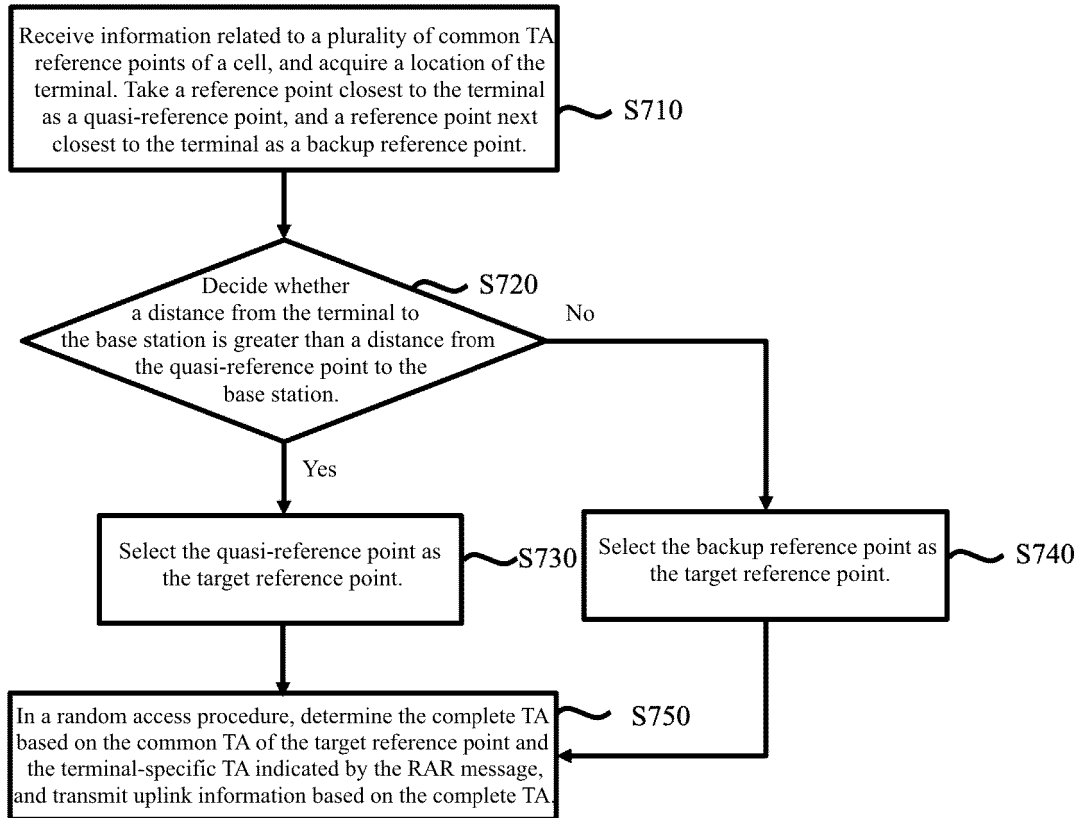 Receive information related to a plurality of common TA
reference points of a cell, and acquire a location of the
terminal. Take a reference point closest to the terminal
as a quasi-reference point, and a reference point next
closest to the terminal as a backup reference point.
S710
Decide whether
a distance from the terminal to
the base station is greater than a distance from
the quasi-reference point to the
base station.
S720
No
Yes
Select the quasi-reference point as
the target reference point.
S730
Select the backup reference point as
the target reference point.
S740
In a random access procedure, determine the complete TA
based on the common TA of the target reference point and
the terminal-specific TA indicated by the RAR message,
and transmit uplink information based on the complete TA.
S750